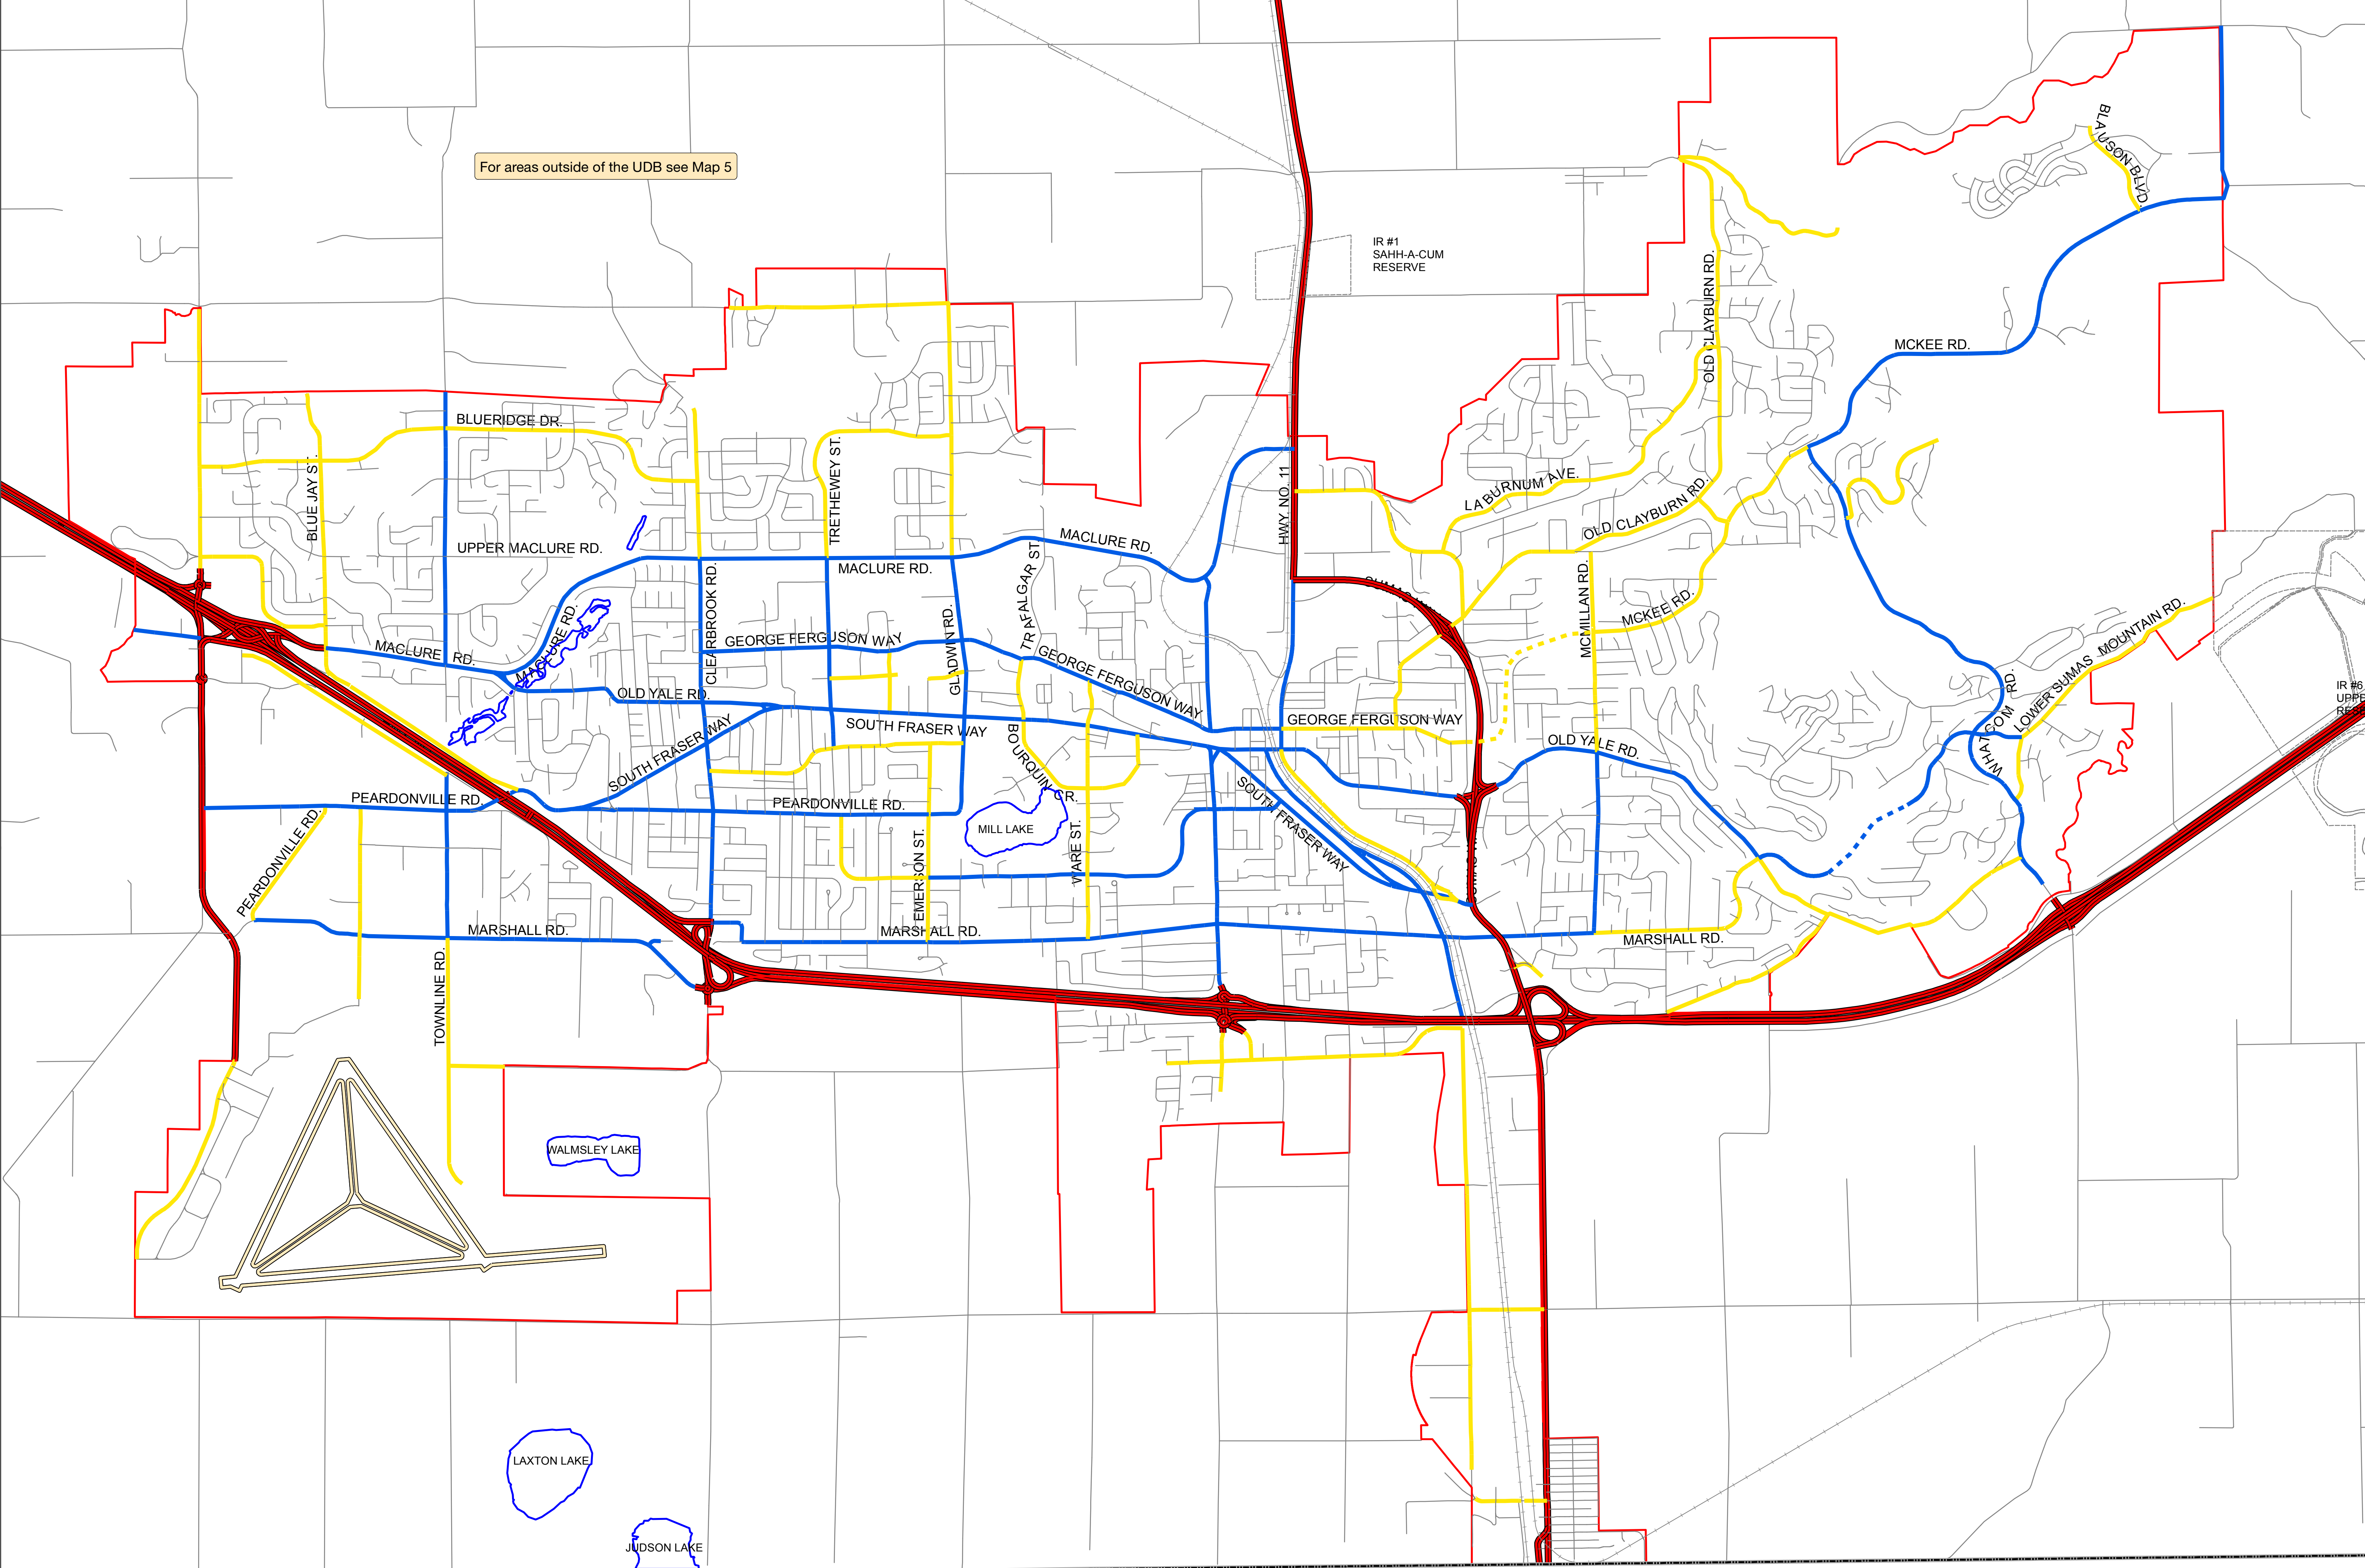 BLAUSON BLVD.
For areas outside of the UDB see Map 5
IR #1
SAHH-A-CUM
RESERVE
OLD CLAYBURN RD.
MCKEE RD.
BLUERIDGE DR.
BLUE JAY ST.
TRETHEWEY ST.
HWY NO. 11
LABURNUM AVE.
OLD CLAYBURN RD.
UPPER MACLURE RD.
MACLURE RD.
MACLURE RD.
TRAFALGAR ST.
CLEARBROOK RD.
GLADWIN RD.
MCMILLAN RD.
MCKEE RD.
MACLURE RD.
MACLURE RD.
GEORGE FERGUSON WAY
GEORGE FERGUSON WAY
LOWER SUMAS MOUNTAIN RD.
WHATCOM RD.
IR #6
OLD YALE RD.
SOUTH FRASER WAY
SOUTH FRASER WAY
GEORGE FERGUSON WAY
OLD YALE RD.
BOURQUIN CR.
PEARDONVILLE RD.
PEARDONVILLE RD.
PEARDONVILLE RD.
MILL LAKE
SOUTH FRASER WAY
EMERSON ST.
WARE ST.
MARSHALL RD.
MARSHALL RD.
MARSHALL RD.
TOWNLINE RD.
WALMSLEY LAKE
LAXTON LAKE
JUDSON LAKE